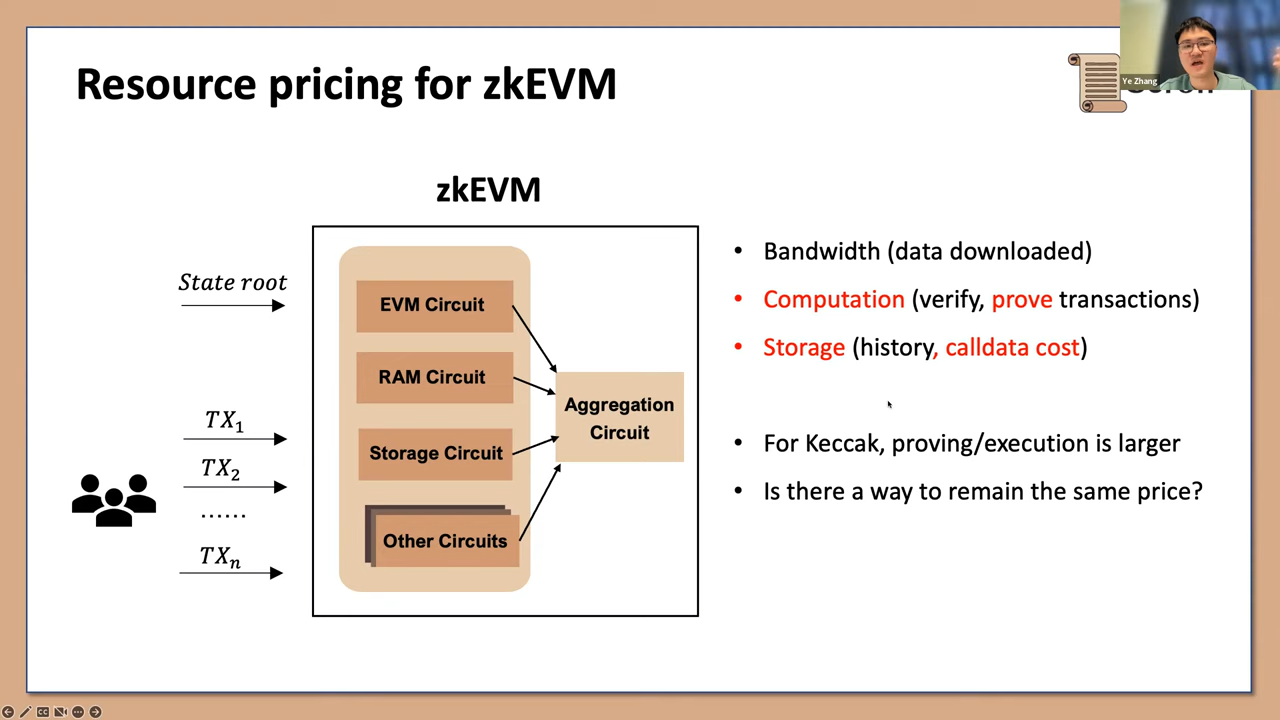 Resource pricing for zkEVM
Ye Zhang
zkEVM
State root
TX1
TX2
......
TXn
EVM Circuit
RAM Circuit
Storage Circuit
Other Circuits
Aggregation
Circuit
• Bandwidth (data downloaded)
• Computation (verify, prove transactions)
• Storage (history, calldata cost)
• For Keccak, proving/execution is larger
• Is there a way to remain the same price?
CC